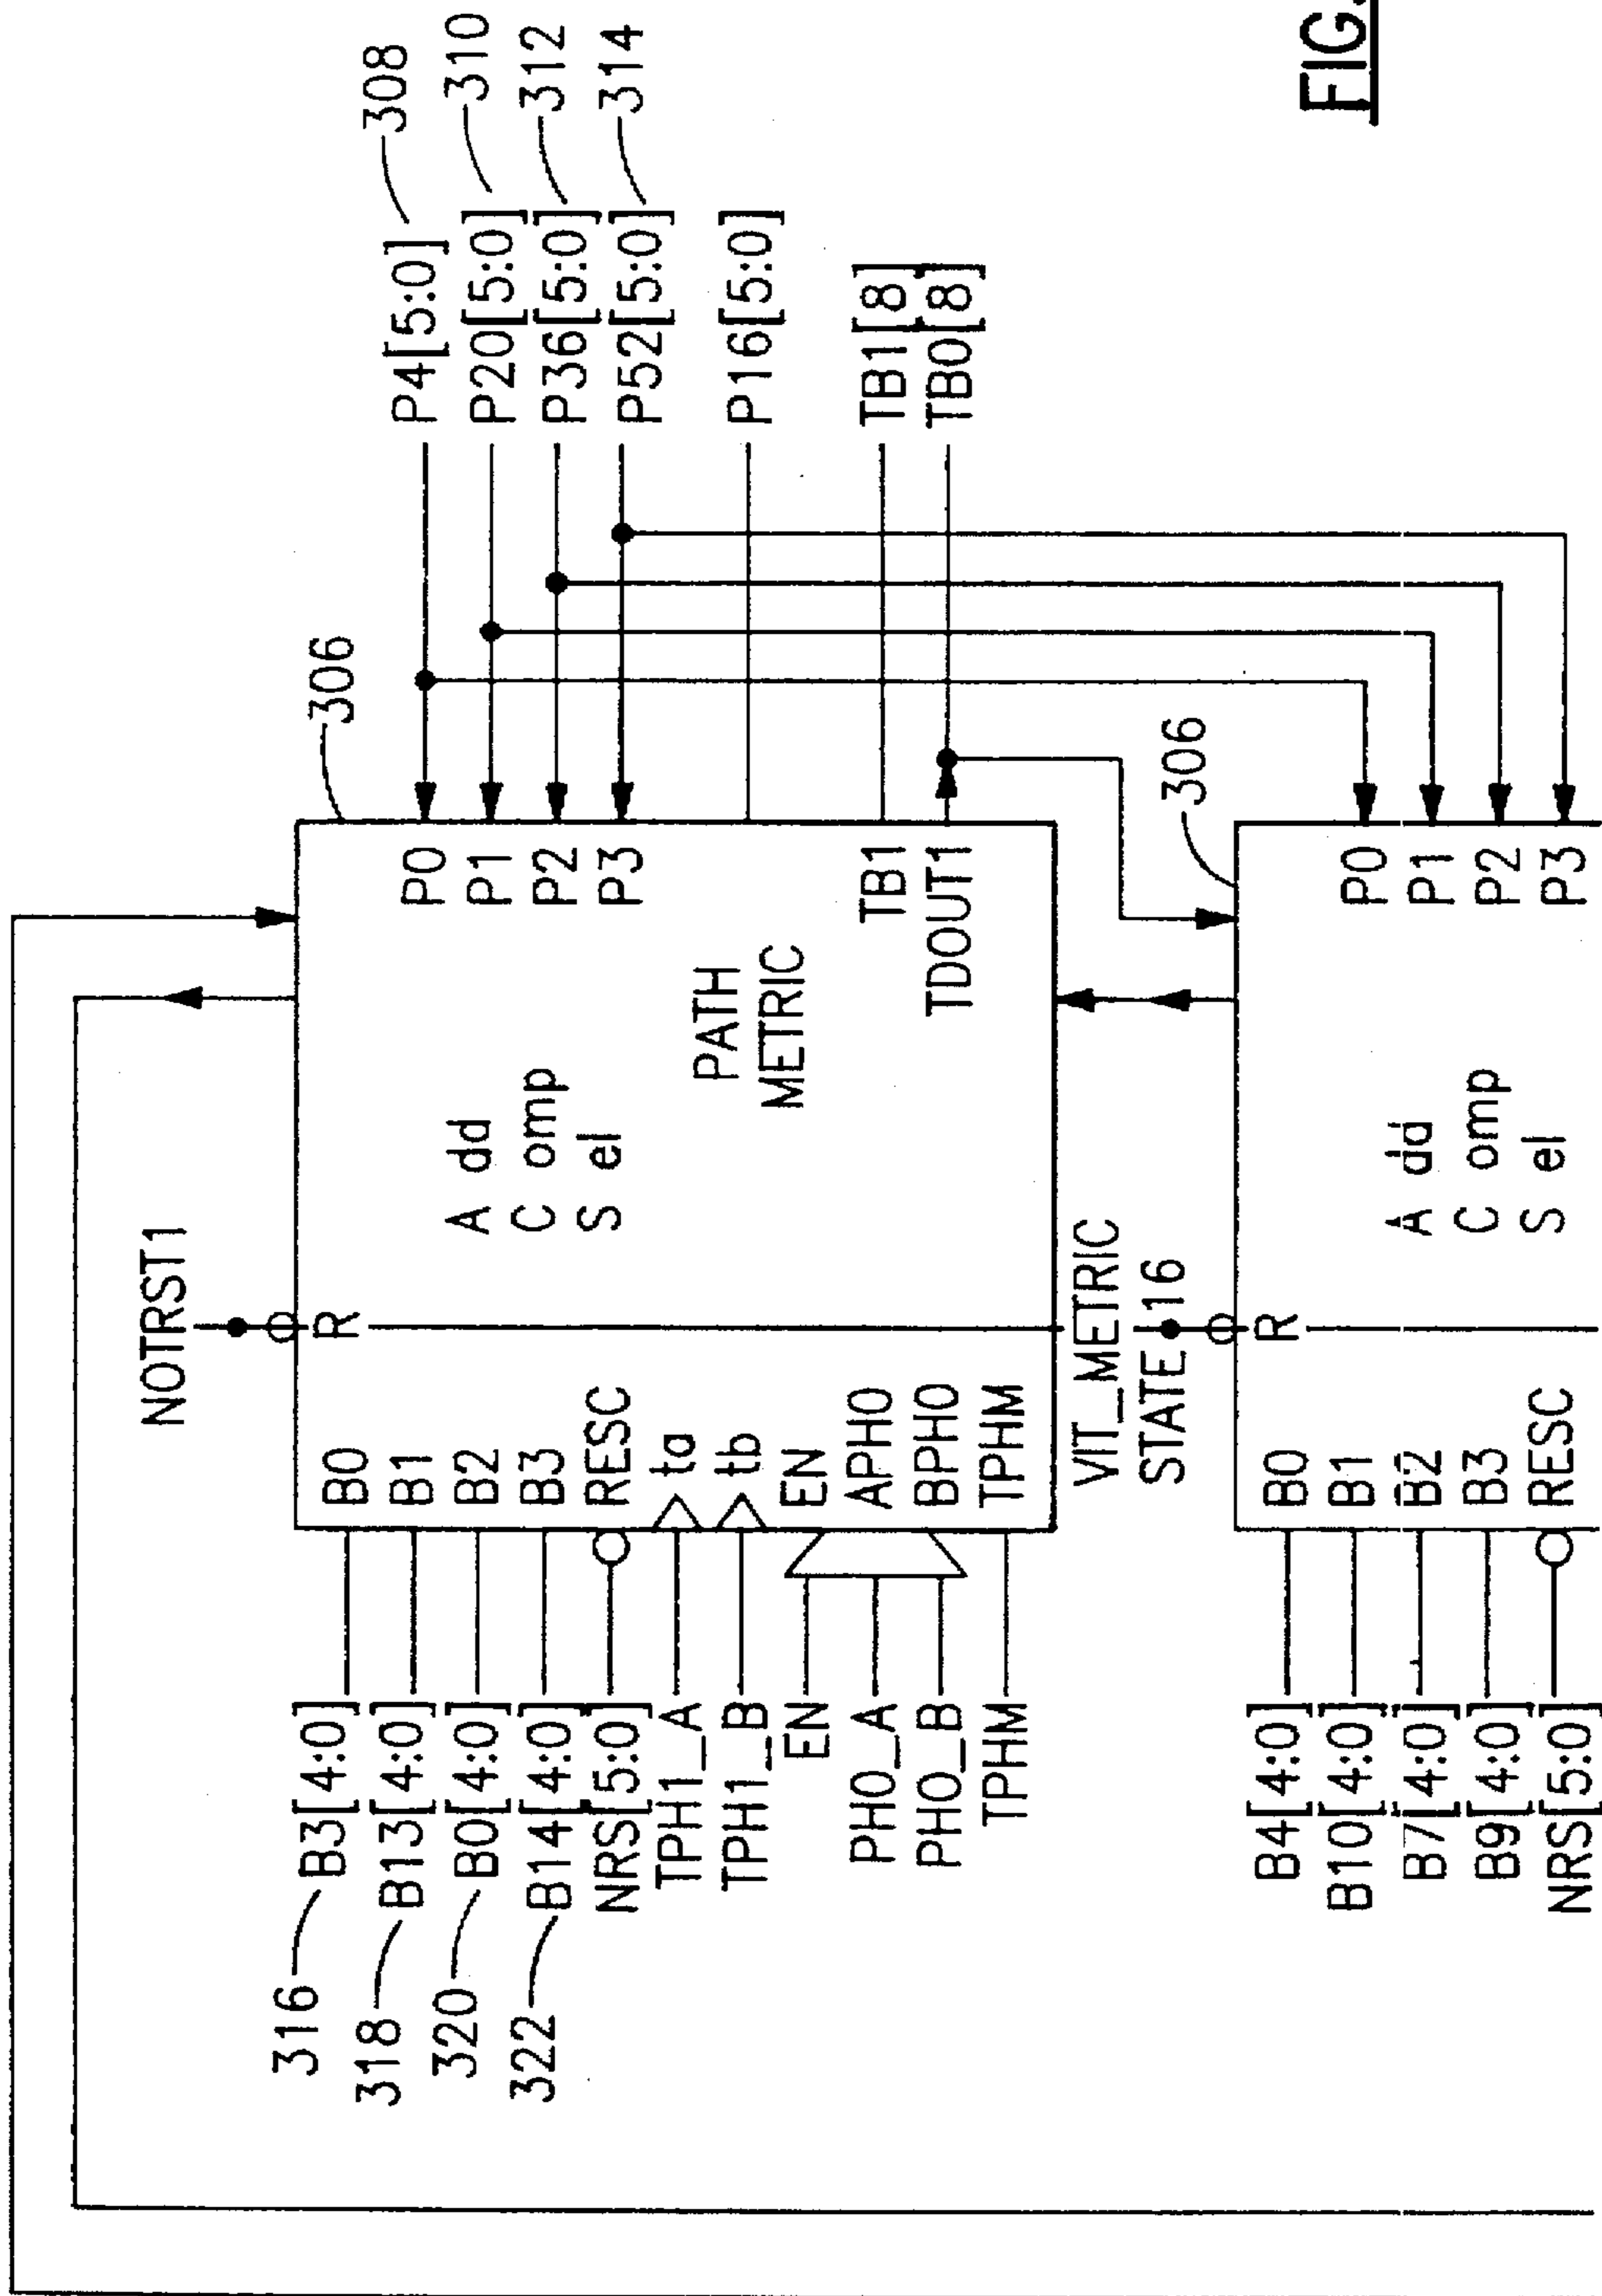 NOTRST1
306
308
310
312
314
316
318
320
322
B3[4:0]
B13[4:0]
B0[4:0]
B14[4:0]
NRS[5:0]
TPH1_A
TPH1_B
EN
PH0_A
PH0_B
TPHM
B0
B1
B2
B3
RESC
ta
tb
EN
APH0
BPH0
TPHM
R
A dd
C omp
S el
PATH
METRIC
P0
P1
P2
P3
TB1
TDOUT1
P4[5:0]
P20[5:0]
P36[5:0]
P52[5:0]
P16[5:0]
TB1[8]
TB0[8]
VIT_METRIC
STATE 16
306
B4[4:0]
B10[4:0]
B7[4:0]
B9[4:0]
NRS[5:0]
B0
B1
B2
B3
RESC
R
A dd
C omp
S el
P0
P1
P2
P3
FIG.